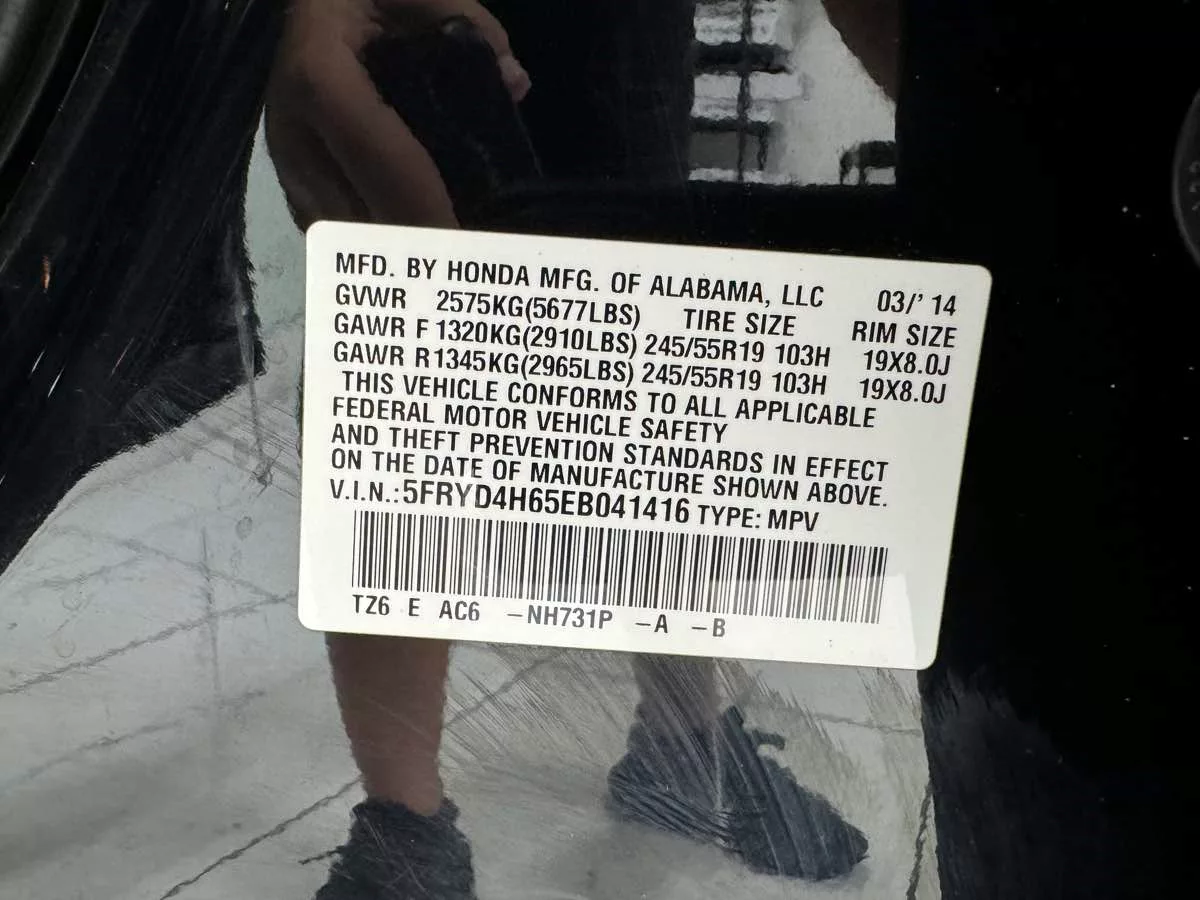 MFD. BY HONDA MFG. OF ALABAMA, LLC 03/' 14
GVWR 2575KG(5677LBS) TIRE SIZE RIM SIZE
GAWR F 1320KG(2910LBS) 245/55R19 103H 19X8.0J
GAWR R1345KG(2965LBS) 245/55R19 103H 19X8.0J
THIS VEHICLE CONFORMS TO ALL APPLICABLE
FEDERAL MOTOR VEHICLE SAFETY
AND THEFT PREVENTION STANDARDS IN EFFECT
ON THE DATE OF MANUFACTURE SHOWN ABOVE.
V.I.N.:5FRYD4H65EB041416 TYPE: MPV
TZ6 E AC6 –NH731P –A –B